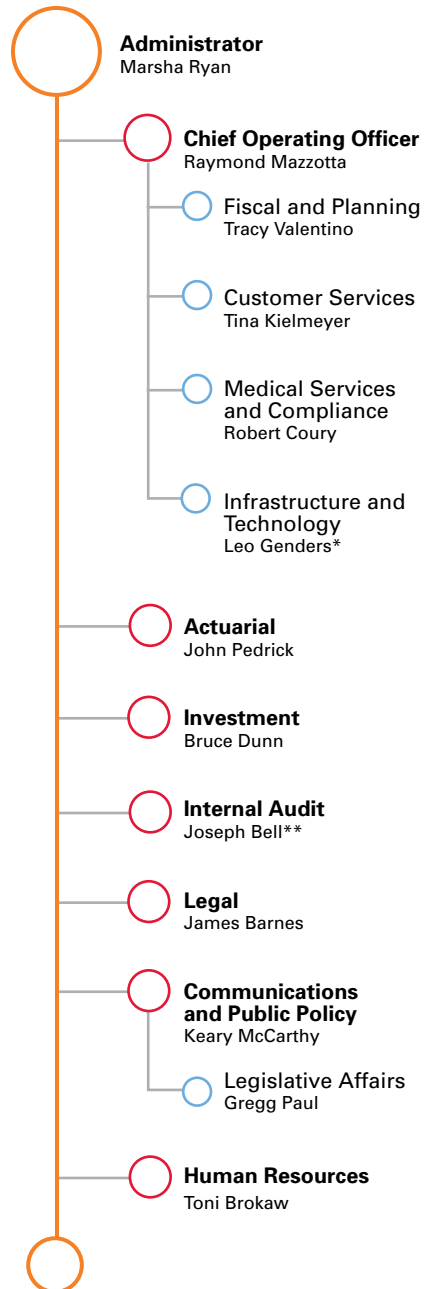 Administrator
Marsha Ryan
Chief Operating Officer
Raymond Mazzotta
Fiscal and Planning
Tracy Valentino
Customer Services
Tina Kielmeyer
Medical Services
and Compliance
Robert Coury
Infrastructure and
Technology
Leo Genders*
Actuarial
John Pedrick
Investment
Bruce Dunn
Internal Audit
Joseph Bell**
Legal
James Barnes
Communications
and Public Policy
Keary McCarthy
Legislative Affairs
Gregg Paul
Human Resources
Toni Brokaw